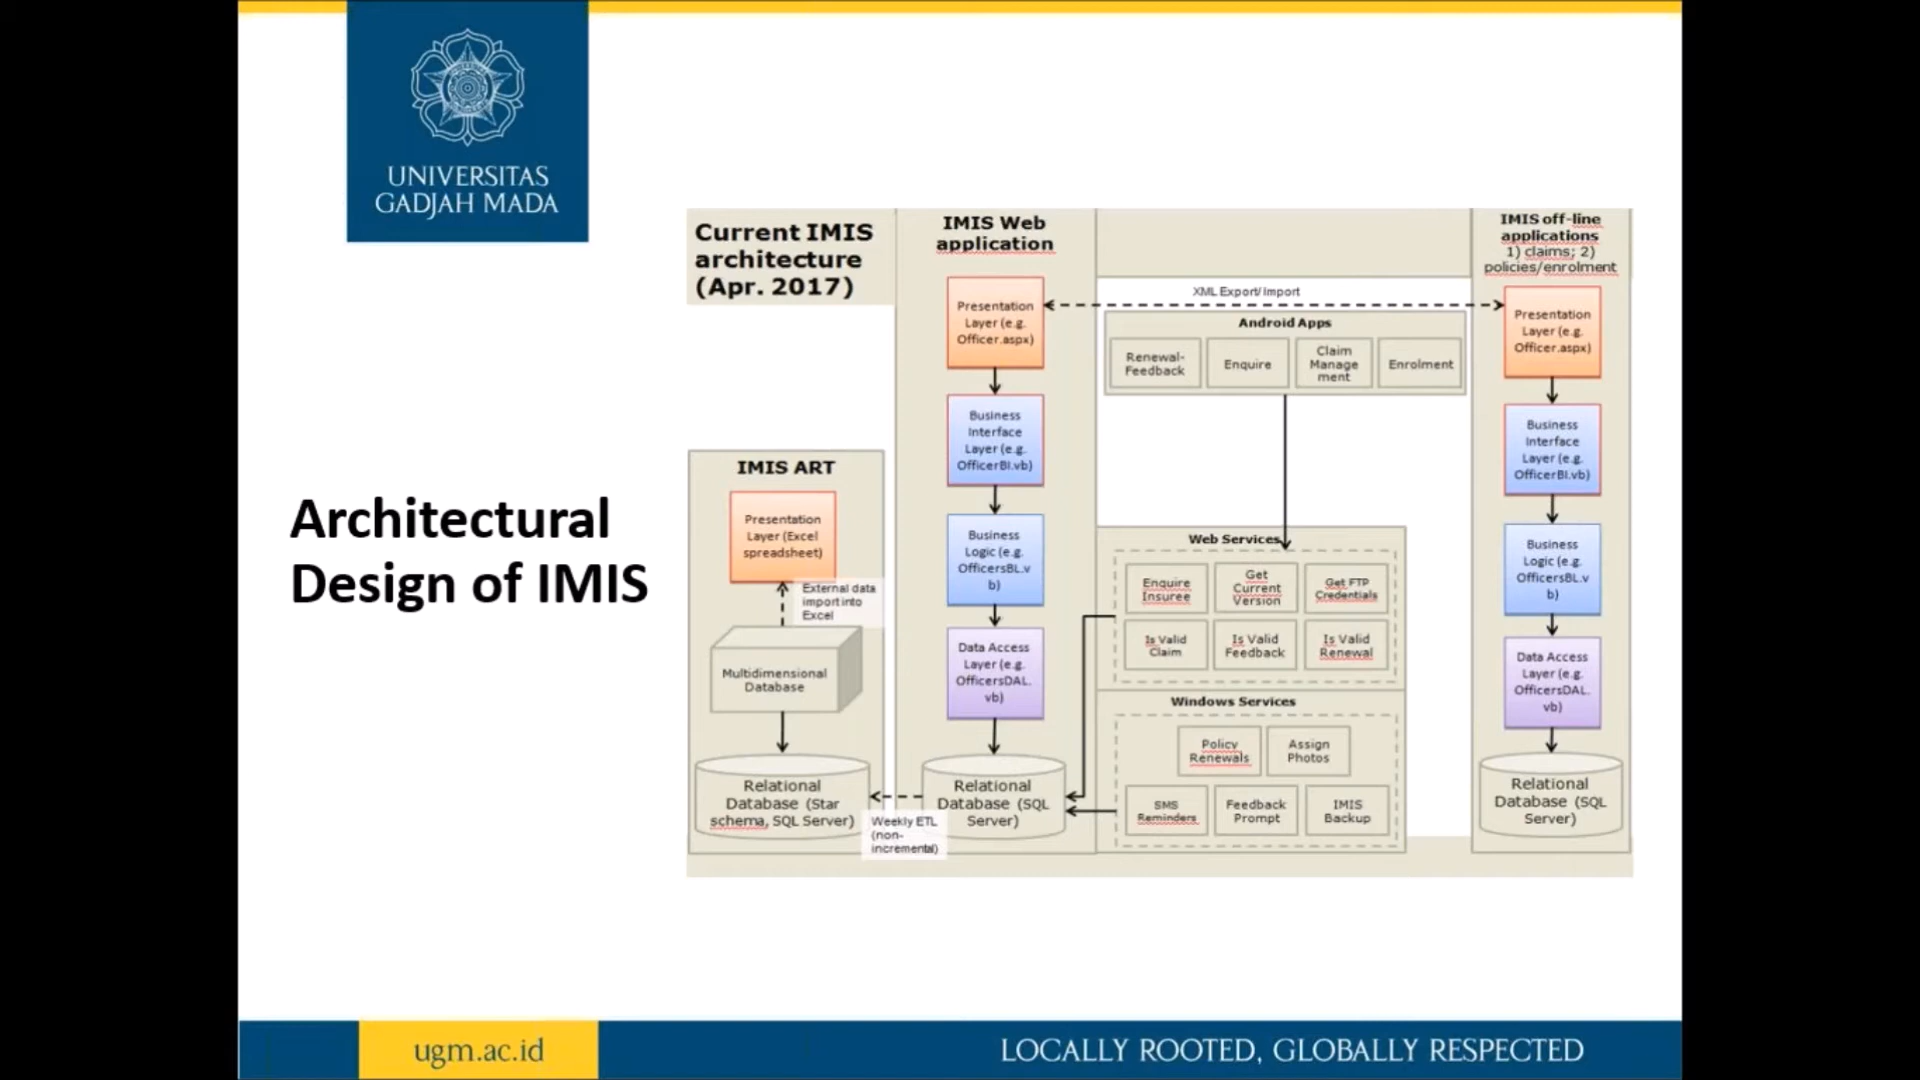 UNIVERSITAS
GADJAH MADA
Architectural
Design of IMIS
Current IMIS
architecture
(Apr. 2017)
IMIS ART
Presentation
Layer (Excel
spreadsheet)
External data
import into
Excel
Multidimensional
Database
Relational
Database (Star
schema, SQL Server)
Weekly ETL
(non-
incremental)
IMIS Web
application
Presentation
Layer (e.g.
Officer.aspx)
Business
Interface
Layer (e.g.
OfficerBI.vb)
Business
Logic (e.g.
OfficersBL.v
b)
Data Access
Layer (e.g.
OfficersDAL.
vb)
Relational
Database (SQL
Server)
XML Export/Import
Android Apps
Renewal-
Feedback
Enquire
Claim
Manage
ment
Enrolment
Web Services
Enquire
Insuree
Get
Current
Version
Get FTP
Credentials
Is Valid
Claim
Is Valid
Feedback
Is Valid
Renewal
Windows Services
Policy
Renewals
Assign
Photos
SMS
Reminders
Feedback
Prompt
IMIS
Backup
IMIS off-line
applications
1) claims; 2)
policies/enrolment
Presentation
Layer (e.g.
Officer.aspx)
Business
Interface
Layer (e.g.
OfficerBI.vb)
Business
Logic (e.g.
OfficersBL.v
b)
Data Access
Layer (e.g.
OfficersDAL.
vb)
Relational
Database (SQL
Server)
ugm.ac.id
LOCALLY ROOTED, GLOBALLY RESPECTED